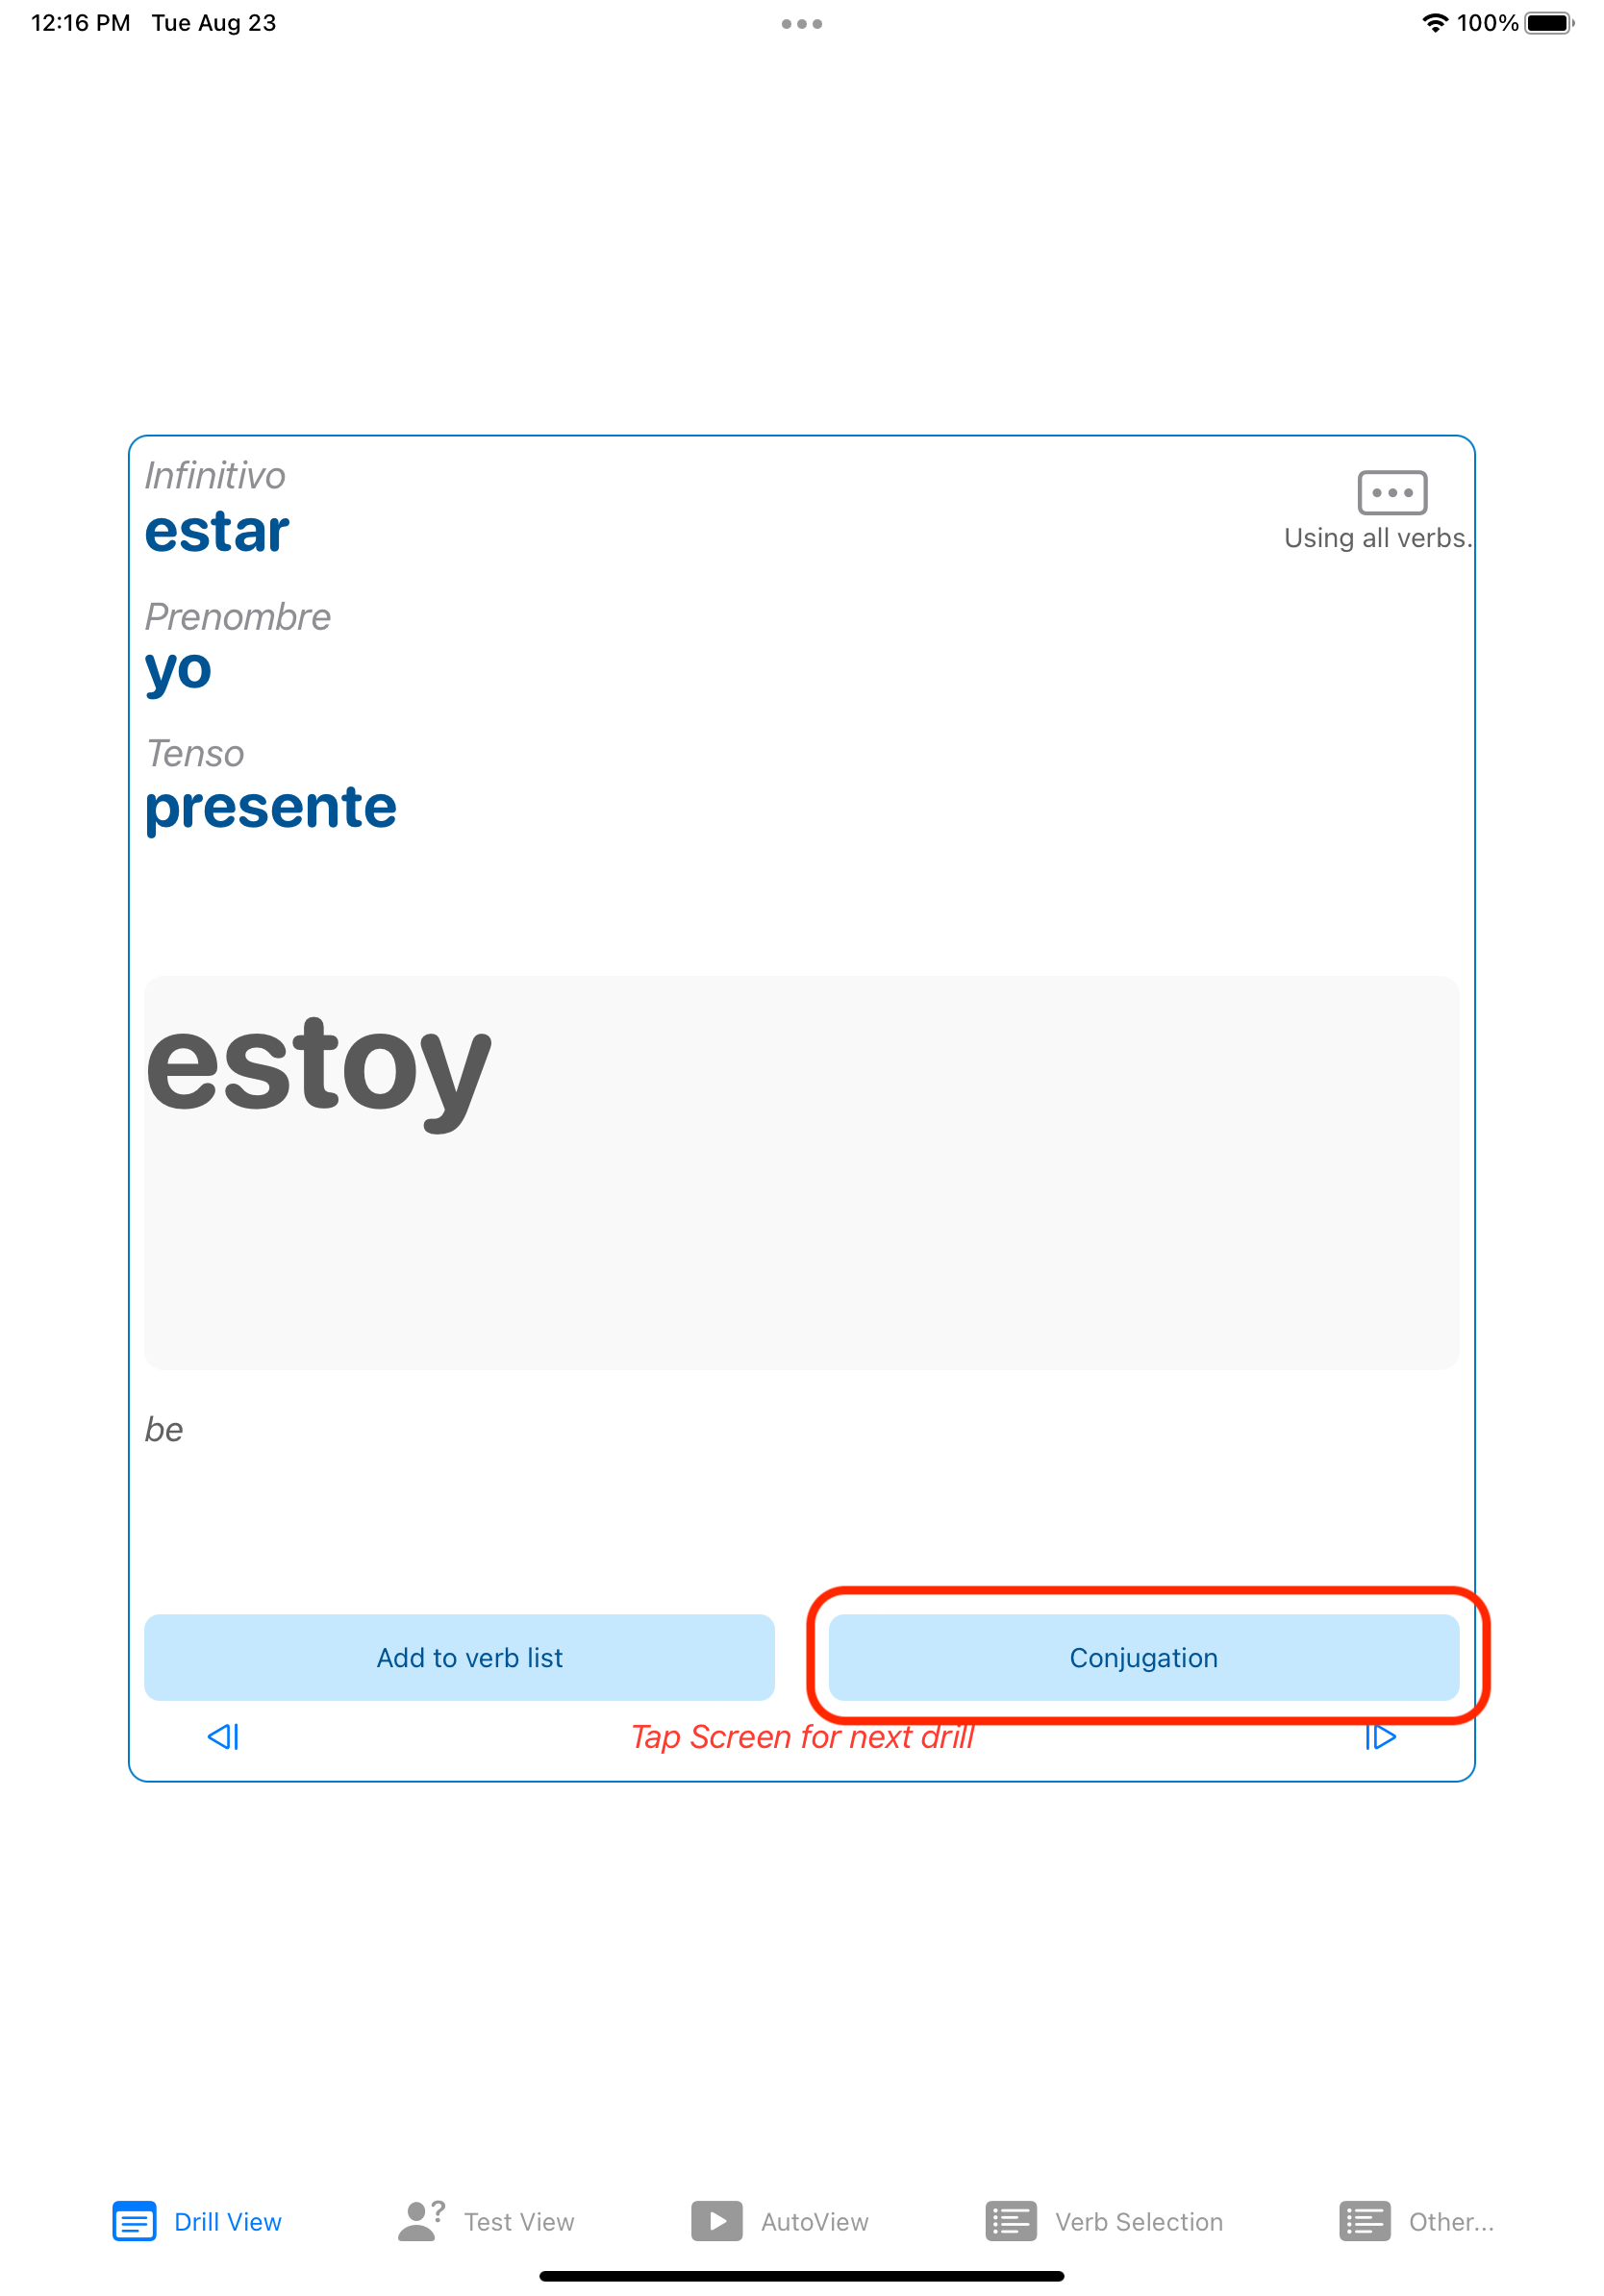 12:16 PM Tue Aug 23
100%
Infinitivo
estar
Using all verbs.
Prenombre
yo
Tenso
presente
estoy
be
Add to verb list
Conjugation
Tap Screen for next drill
Drill View
Test View
AutoView
Verb Selection
Other...